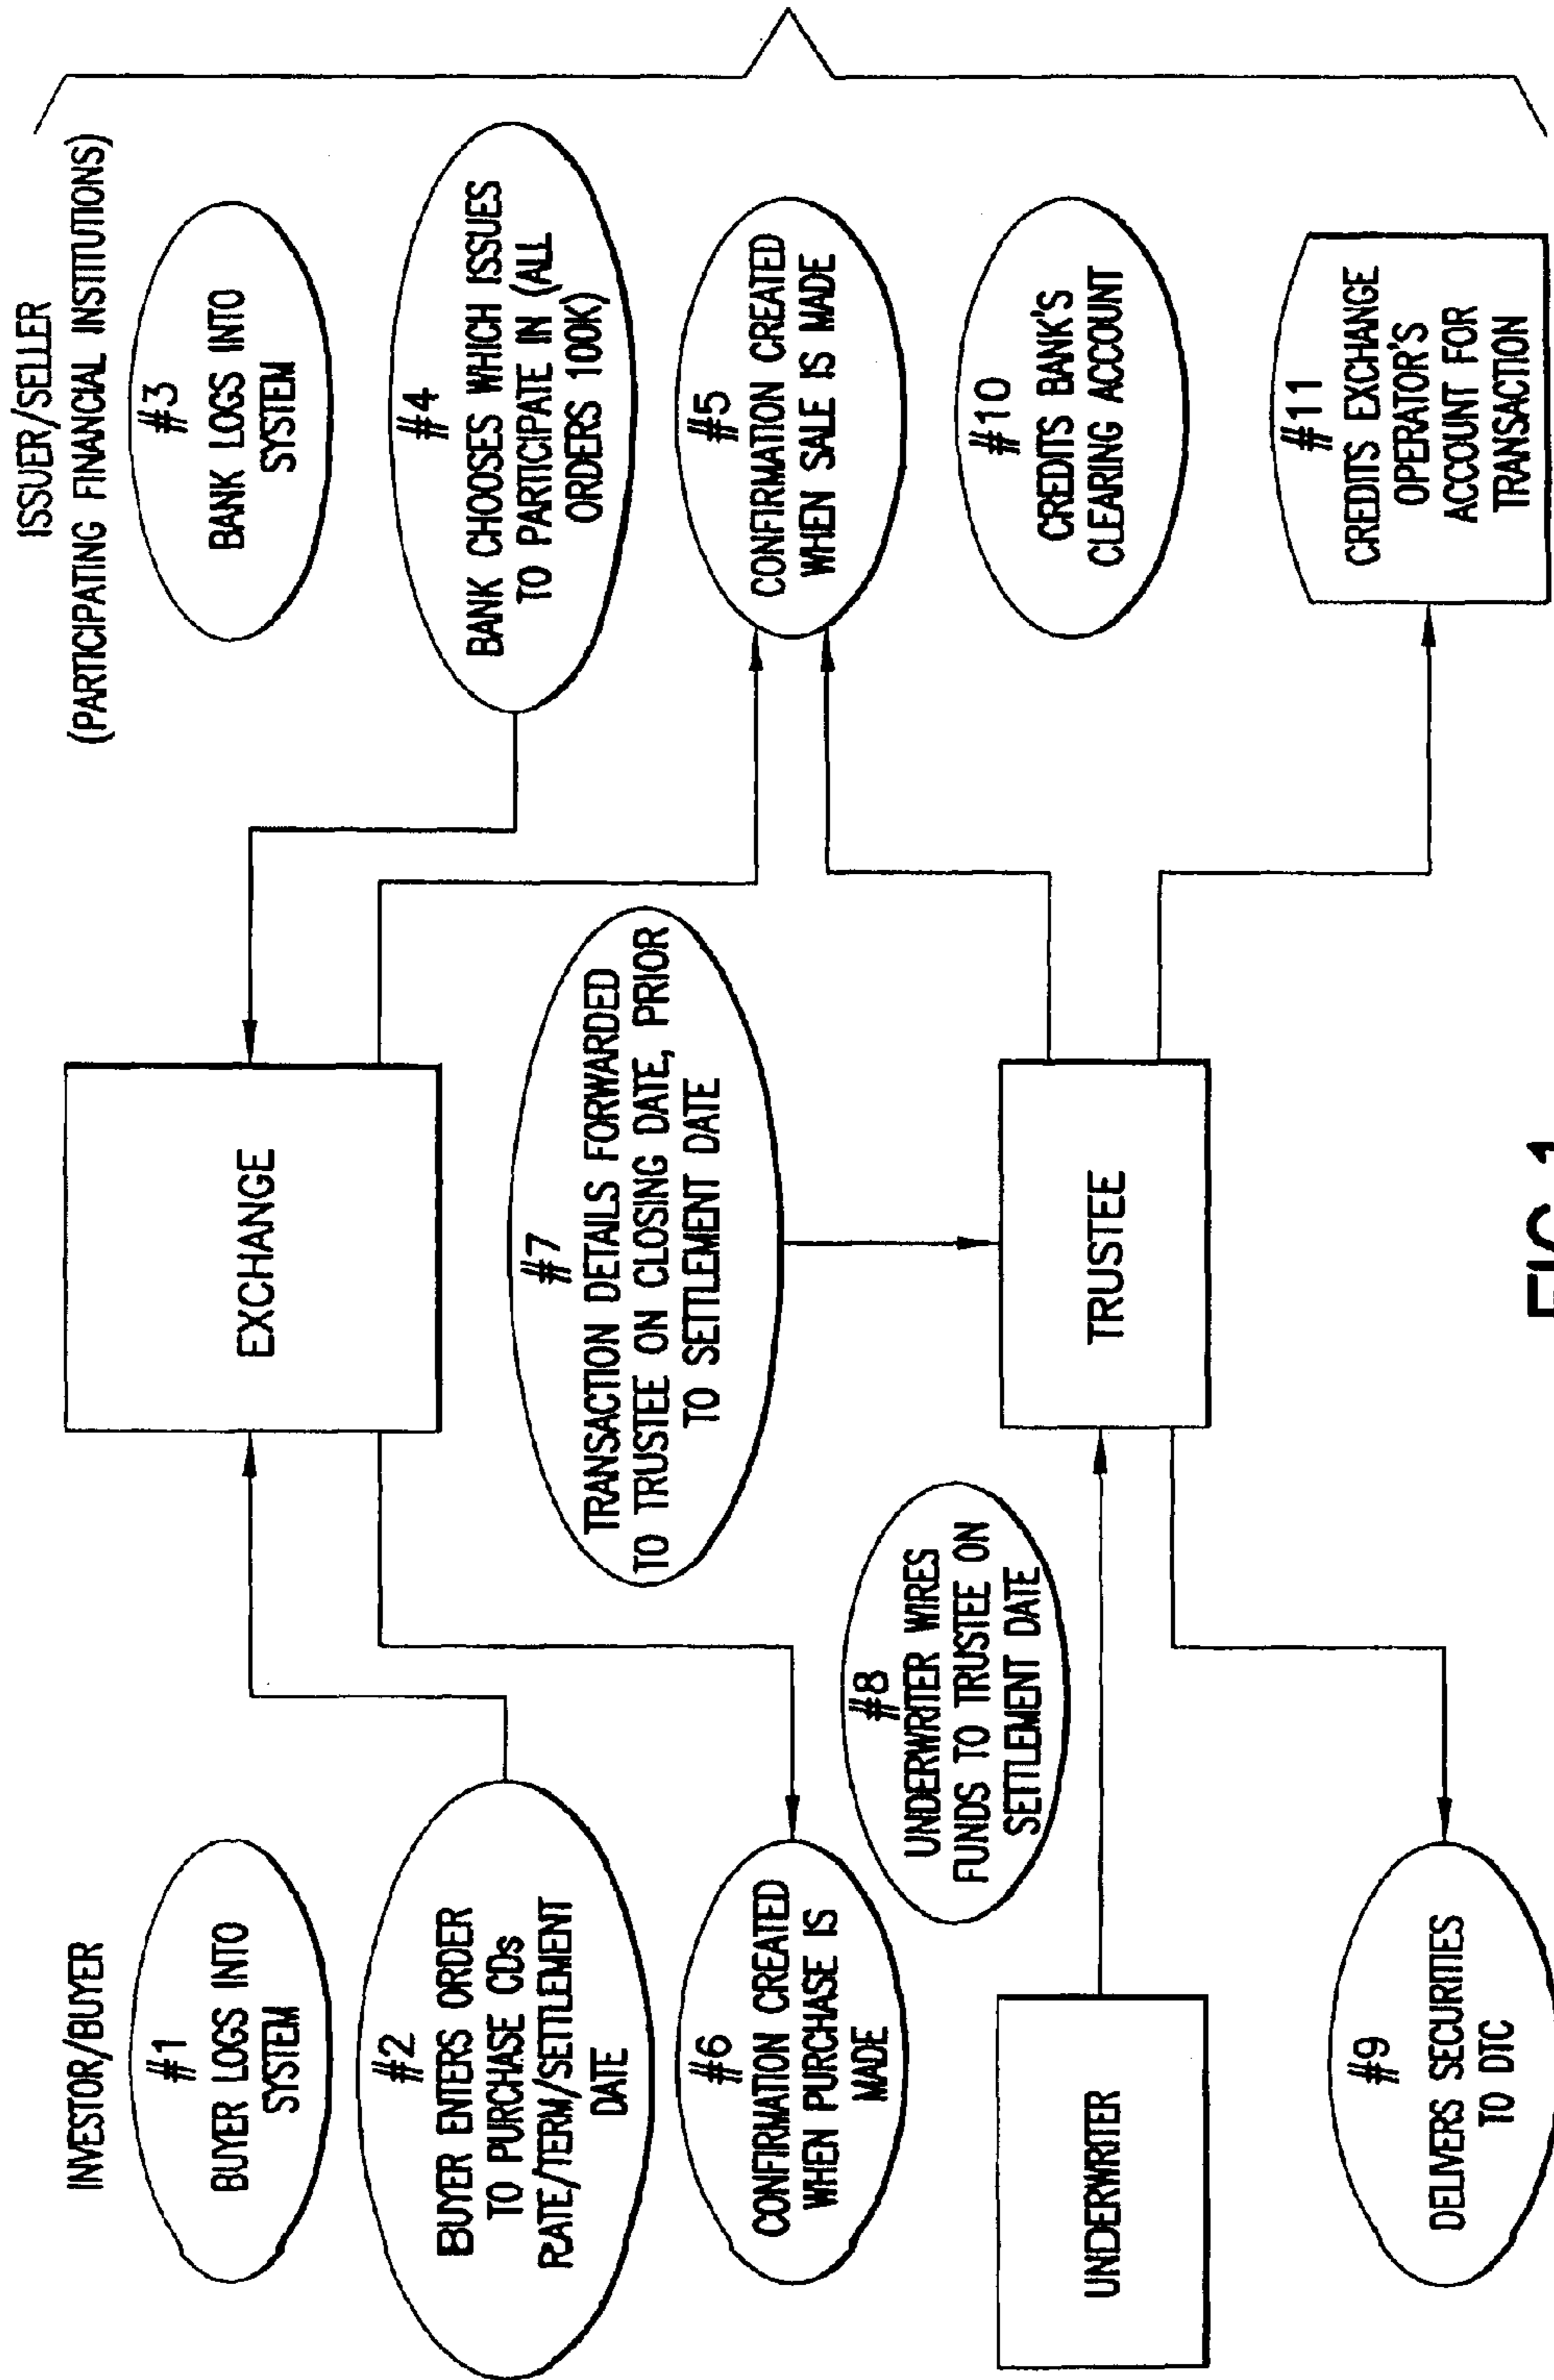 INVESTOR/BUYER
#1
BUYER LOGS INTO
SYSTEM
#2
BUYER ENTERS ORDER
TO PURCHASE CDs
RATE/TERM/SETTLEMENT
DATE
#6
CONFIRMATION CREATED
WHEN PURCHASE IS
MADE
UNDERWRITER
#9
DELIVERS SECURITIES
TO DTC
#8
UNDERWRITER WIRES
FUNDS TO TRUSTEE ON
SETTLEMENT DATE
EXCHANGE
#7
TRANSACTION DETAILS FORWARDED
TO TRUSTEE ON CLOSING DATE, PRIOR
TO SETTLEMENT DATE
TRUSTEE
ISSUER/SELLER
(PARTICIPATING FINANCIAL INSTITUTIONS)
#3
BANK LOGS INTO
SYSTEM
#4
BANK CHOOSES WHICH ISSUES
TO PARTICIPATE IN (ALL
ORDERS 100K)
#5
CONFIRMATION CREATED
WHEN SALE IS MADE
#10
CREDITS BANK'S
CLEARING ACCOUNT
#11
CREDITS EXCHANGE
OPERATOR'S
ACCOUNT FOR
TRANSACTION
FIG. 1